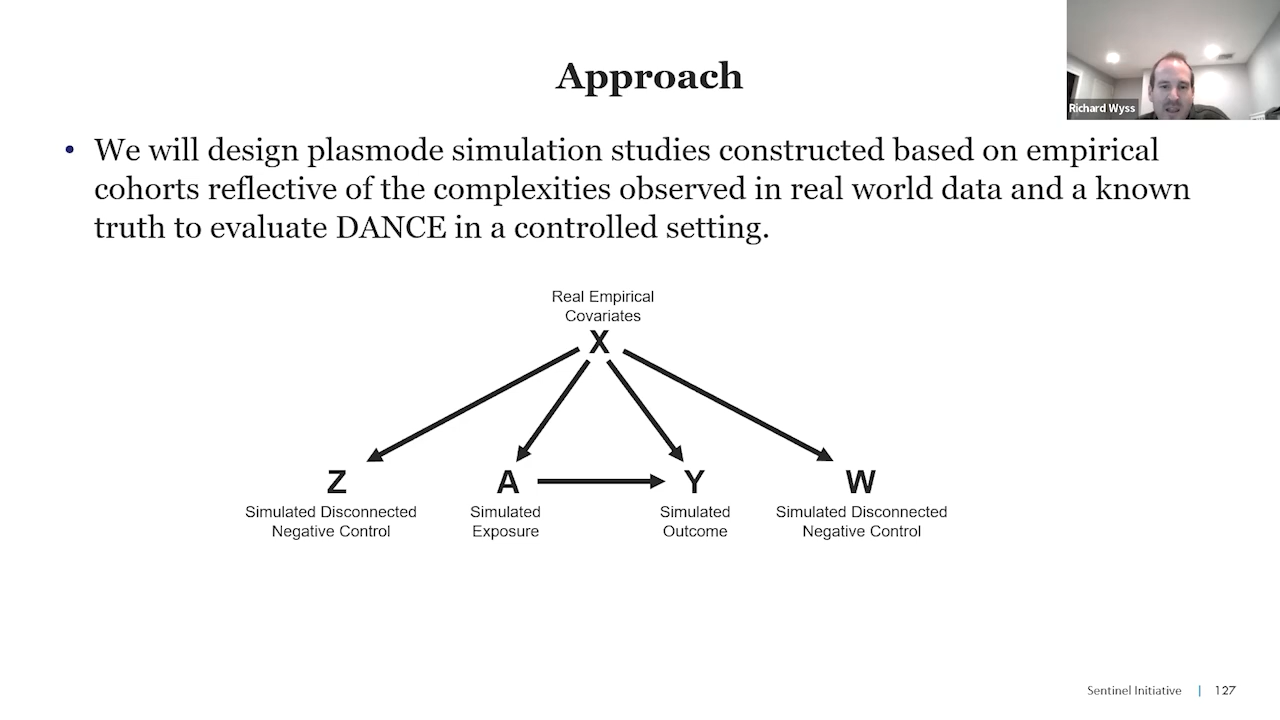 Approach
Richard Wyss
• We will design plasmode simulation studies constructed based on empirical
cohorts reflective of the complexities observed in real world data and a known
truth to evaluate DANCE in a controlled setting.
Real Empirical
Covariates
X
Z
A
Y
W
Simulated Disconnected
Negative Control
Simulated
Exposure
Simulated
Outcome
Simulated Disconnected
Negative Control
Sentinel Initiative | 127